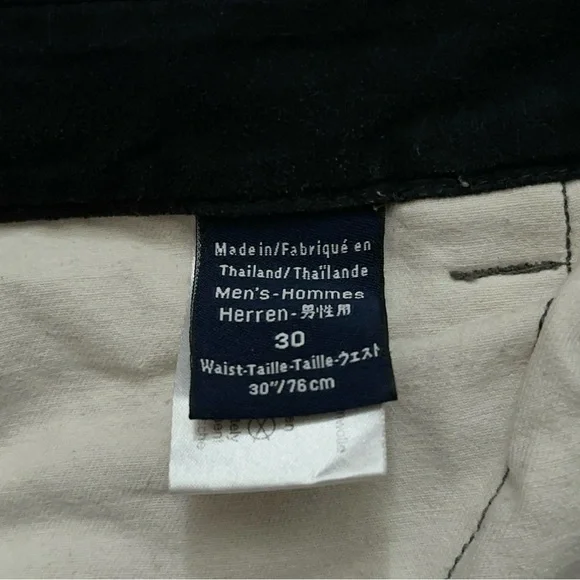 Made in/Fabriqué en
Thailand/Thaïlande
Men's-Hommes
Herren-男性用
30
Waist-Taille-Taille-ウェスト
30"/76cm